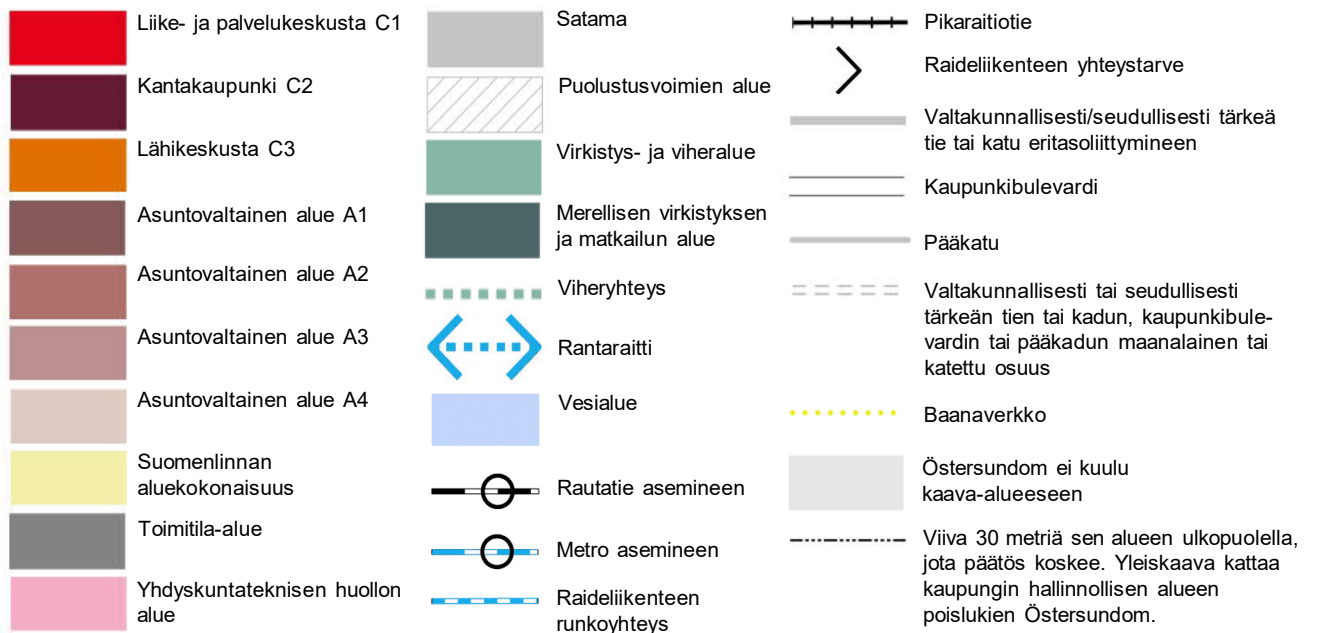 Liike- ja palvelukeskusta C1
Kantakaupunki C2
Lähikeskusta C3
Asuntovaltainen alue A1
Asuntovaltainen alue A2
Asuntovaltainen alue A3
Asuntovaltainen alue A4
Suomenlinnan
aluekokonaisuus
Toimitila-alue
Yhdyskuntateknisen huollon
alue
Satama
Puolustusvoimien alue
Virkistys- ja viheralue
Merellisen virkistyksen
ja matkailun alue
Viheryhteys
Rantaraitti
Vesialue
Rautatie asemineen
Metro asemineen
Raideliikenteen
runkoyhteys
Pikaraitiotie
Raideliikenteen yhteystarve
Valtakunnallisesti/seudullisesti tärkeä
tie tai katu eritasoliittymineen
Kaupunkibulevardi
Pääkatu
Valtakunnallisesti tai seudullisesti
tärkeän tien tai kadun, kaupunkibule-
vardin tai pääkadun maanalainen tai
katettu osuus
Baanaverkko
Östersundom ei kuulu
kaava-alueeseen
Viiva 30 metriä sen alueen ulkopuolella,
jota päätös koskee. Yleiskaava kattaa
kaupungin hallinnollisen alueen
poislukien Östersundom.